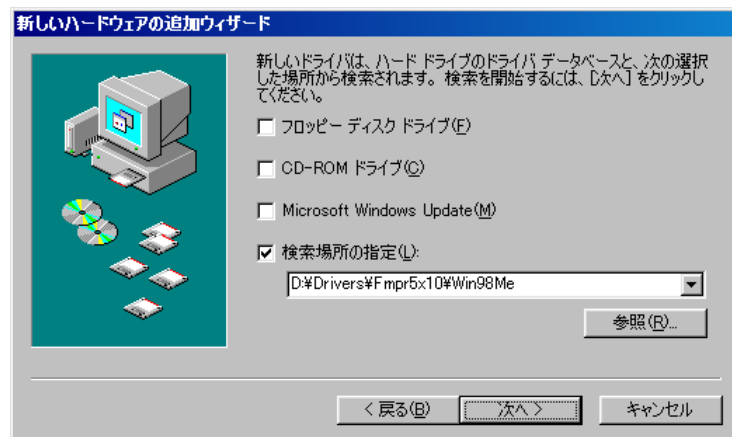 新しいハードウェアの追加ウィザード
新しいドライバは、ハード ドライブのドライバ データベースと、次の選択
した場所から検索されます。検索を開始するには、[次へ] をクリックし
てください。
フロッピー ディスク ドライブ(F)
CD-ROM ドライブ(C)
Microsoft Windows Update(M)
検索場所の指定(L):
D:¥Drivers¥Fmpr5x10¥Win98Me
参照(R)...
< 戻る(B)
次へ >
キャンセル